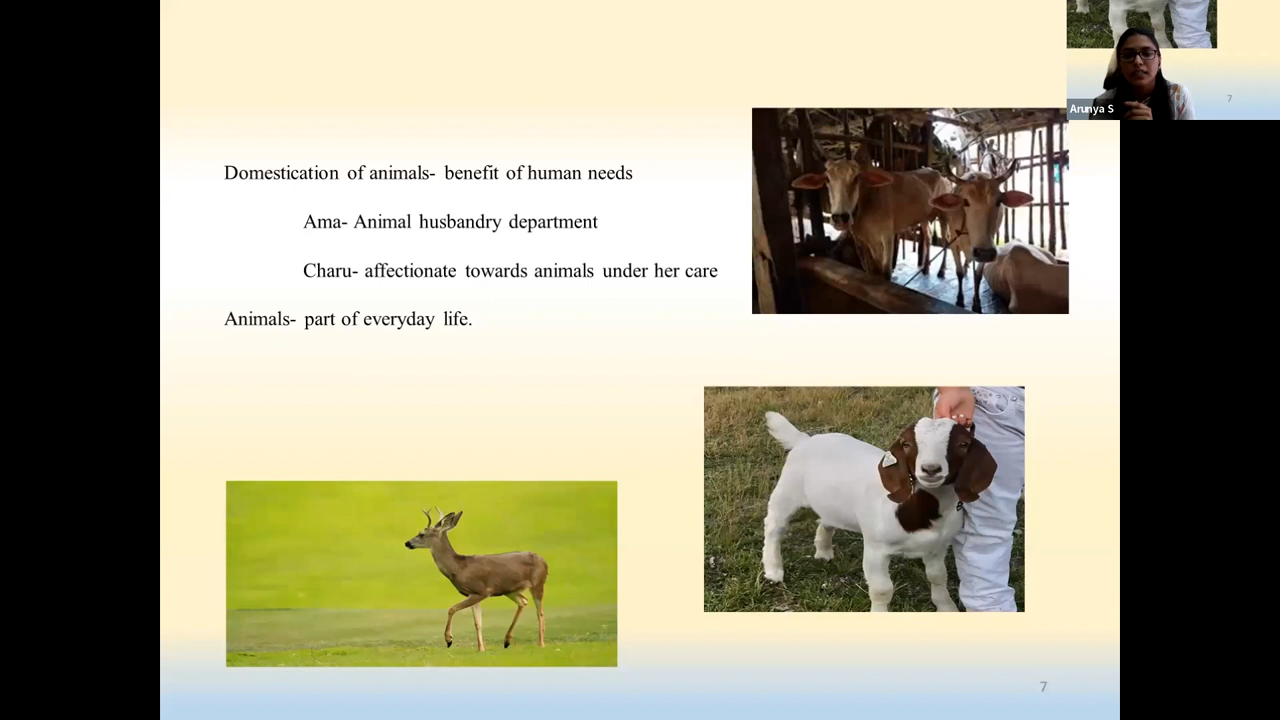 Domestication of animals- benefit of human needs
Ama- Animal husbandry department
Charu- affectionate towards animals under her care
Animals- part of everyday life.
7
Arunya S
7